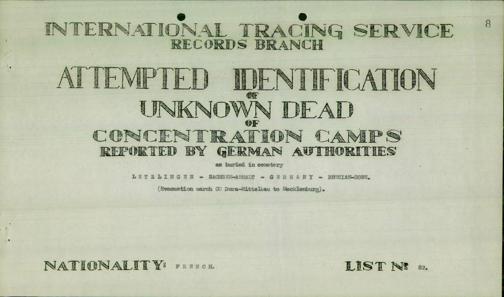 8
INTERNATIONAL TRACING SERVICE
RECORDS BRANCH
ATTEMPTED IDENTIFICATION
OF
UNKNOWN DEAD
OF
CONCENTRATION CAMPS
REPORTED BY GERMAN AUTHORITIES
as buried in cemetery
LETZLINGEN - SACHSEN-ANHALT - GERMANY - RUSSIAN-ZONE.
(Evacuation march CC Dora-Mittelbau to Mecklenburg).
NATIONALITY: FRENCH. LIST Nº 82.